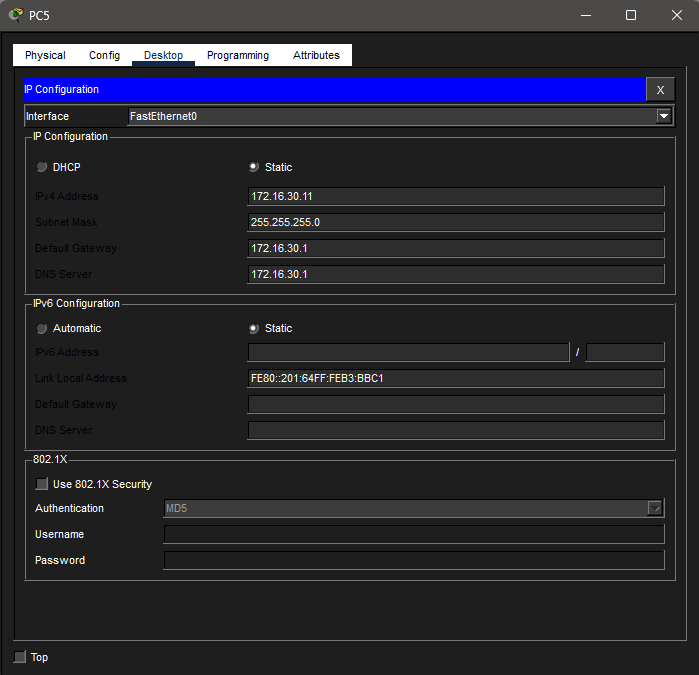 PC5
Physical Config Desktop Programming Attributes
IP Configuration X
Interface FastEthernet0
IP Configuration
DHCP Static
IPv4 Address 172.16.30.11
Subnet Mask 255.255.255.0
Default Gateway 172.16.30.1
DNS Server 172.16.30.1
IPv6 Configuration
Automatic Static
IPv6 Address /
Link Local Address FE80::201:64FF:FEB3:BBC1
Default Gateway
DNS Server
802.1X
Use 802.1X Security
Authentication MD5
Username
Password
Top